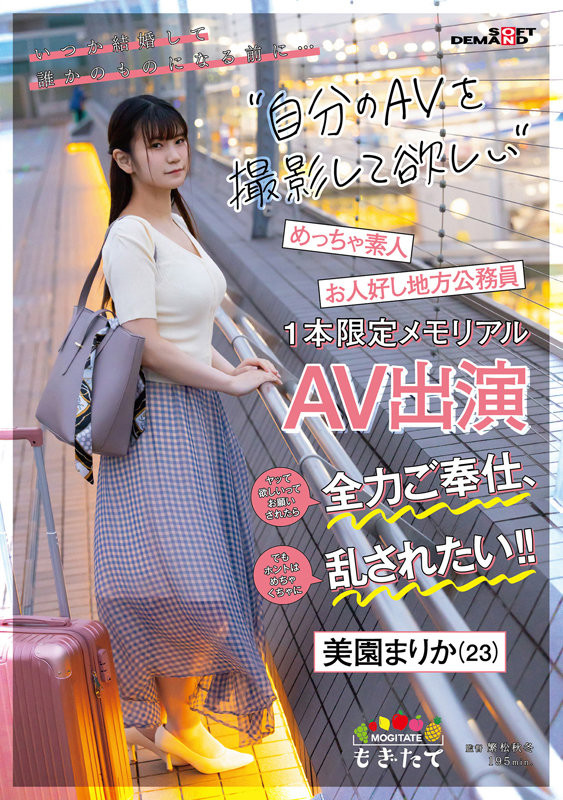 いつか結婚して
誰かのものになる前に…
SOFT
DEMAND
"自分のAVを
撮影して欲しい"
めっちゃ素人
お人好し地方公務員
1本限定メモリアル
AV出演
ヤッて
欲しいって
お願い
されたら
全力ご奉仕、
でも
ホントは
めちゃ
くちゃに
乱されたい!!
美園まりか(23)
MOGITATE
もぎたて
監督 繁松秋冬
195min.